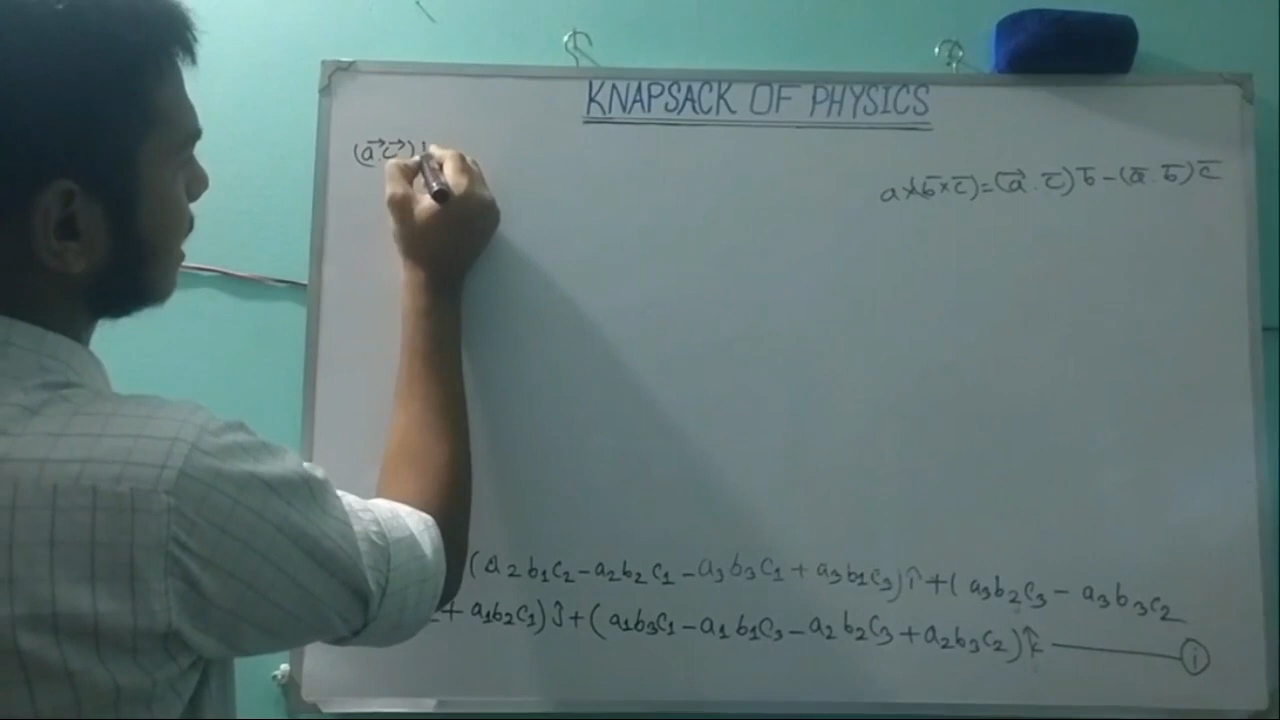 KNAPSACK OF PHYSICS
(a⃗.c⃗)
a×(b̅×c̅)=(a⃗.c̅)b̅-(a̅.b̅)c̅
(a₂b₁c₂-a₂b₂c₁-a₃b₃c₁+a₃b₁c₃)î+(a₃b₂c₃-a₃b₃c₂
+a₁b₂c₁)ĵ+(a₁b₃c₁-a₁b₁c₃-a₂b₂c₃+a₂b₃c₂)k̂ — ⓘ